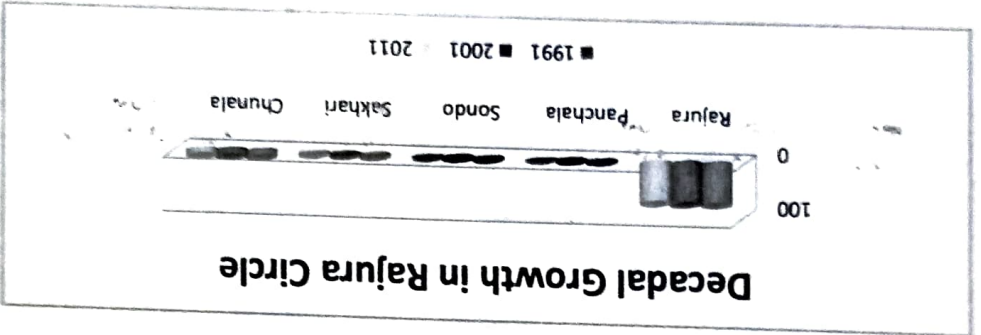 Decadal Growth in Rajura Circle
100
0
Rajura Panchala Sondo Sakhari Chunala
1991 2001 2011